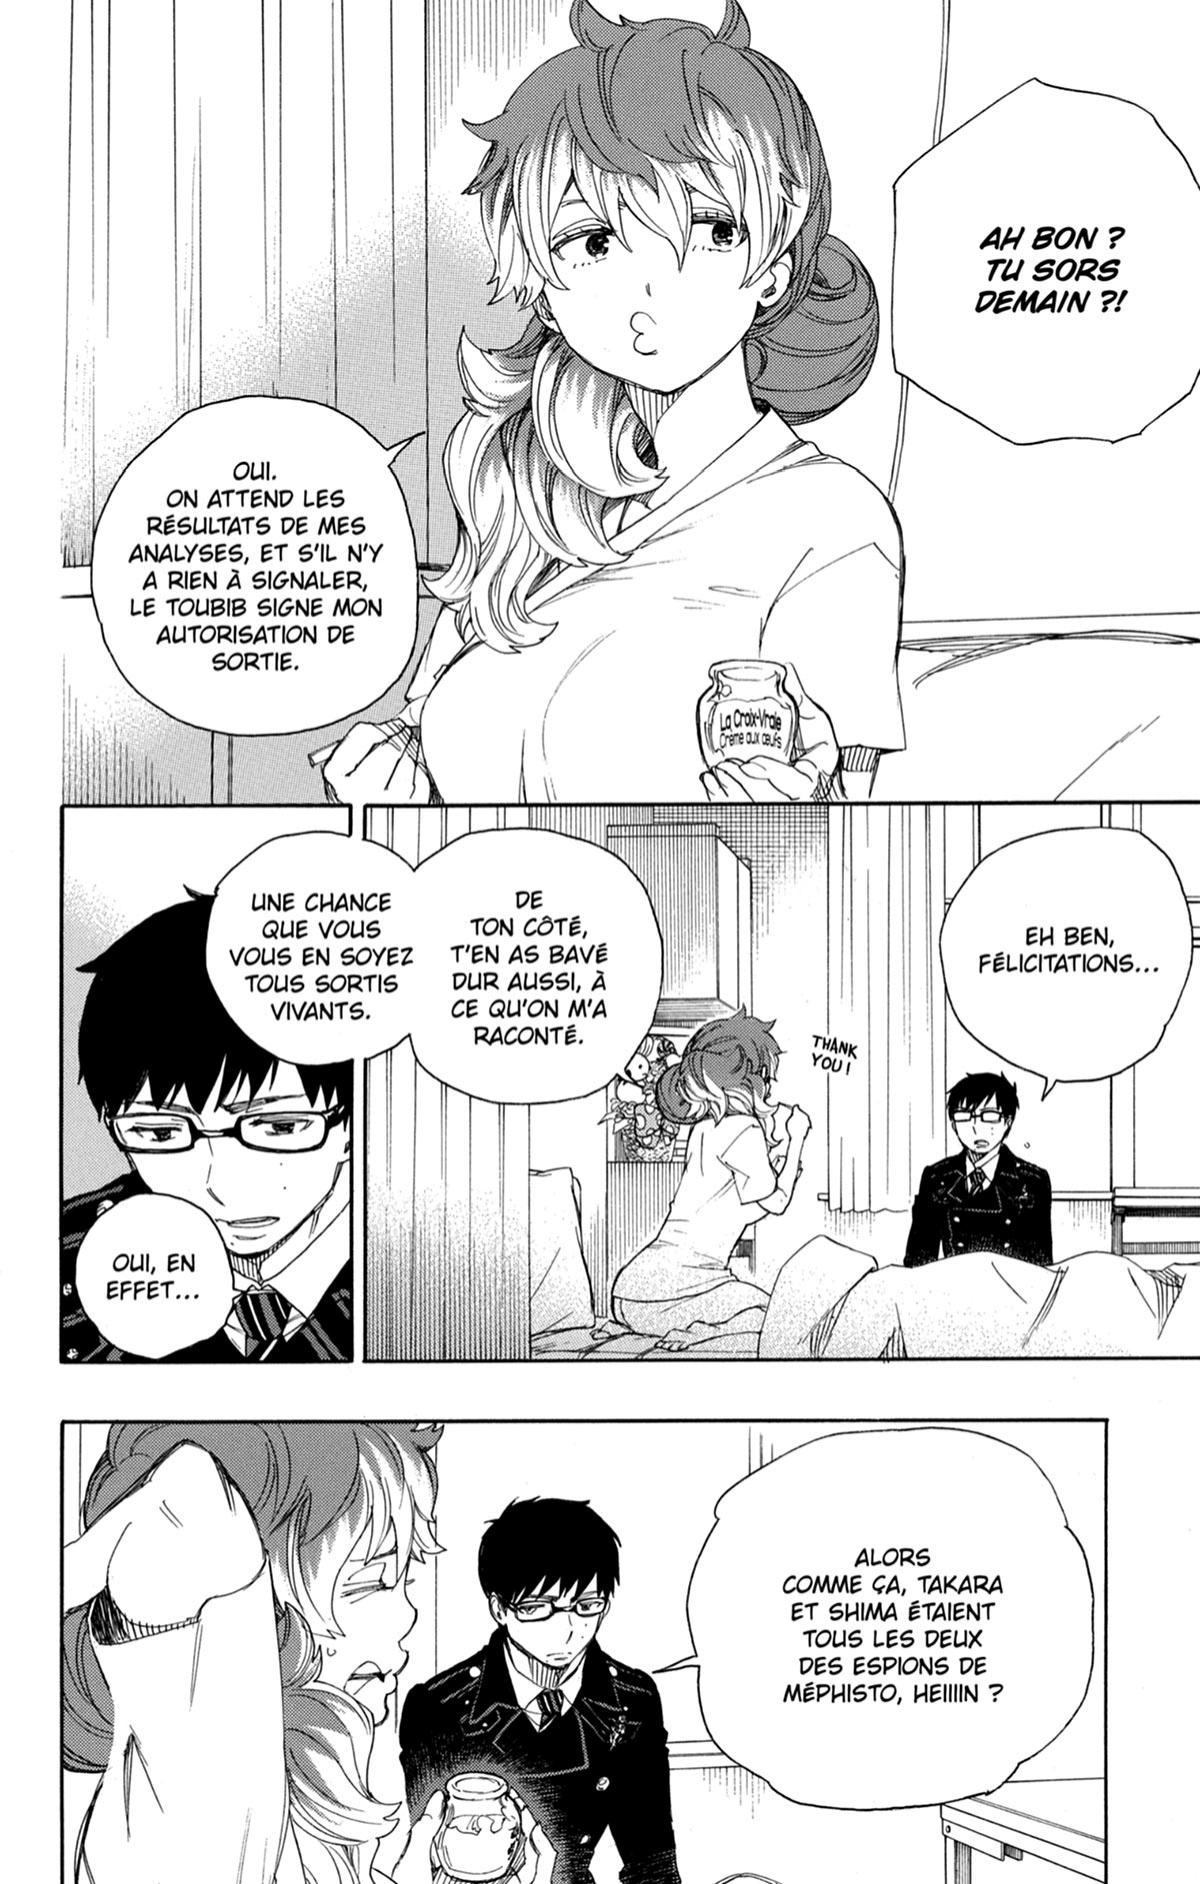 AH BON ?
TU SORS
DEMAIN ?!
OUI.
ON ATTEND LES
RÉSULTATS DE MES
ANALYSES, ET S'IL N'Y
A RIEN À SIGNALER,
LE TOUBIB SIGNE MON
AUTORISATION DE
SORTIE.
La Croix-Vraie
Crème aux œufs
EH BEN,
FÉLICITATIONS...
THANK
YOU !
DE
TON CÔTÉ,
T'EN AS BAVÉ
DUR AUSSI, À
CE QU'ON M'A
RACONTÉ.
UNE CHANCE
QUE VOUS
VOUS EN SOYEZ
TOUS SORTIS
VIVANTS.
OUI, EN
EFFET...
ALORS
COMME ÇA, TAKARA
ET SHIMA ÉTAIENT
TOUS LES DEUX
DES ESPIONS DE
MÉPHISTO, HEIIIIN ?